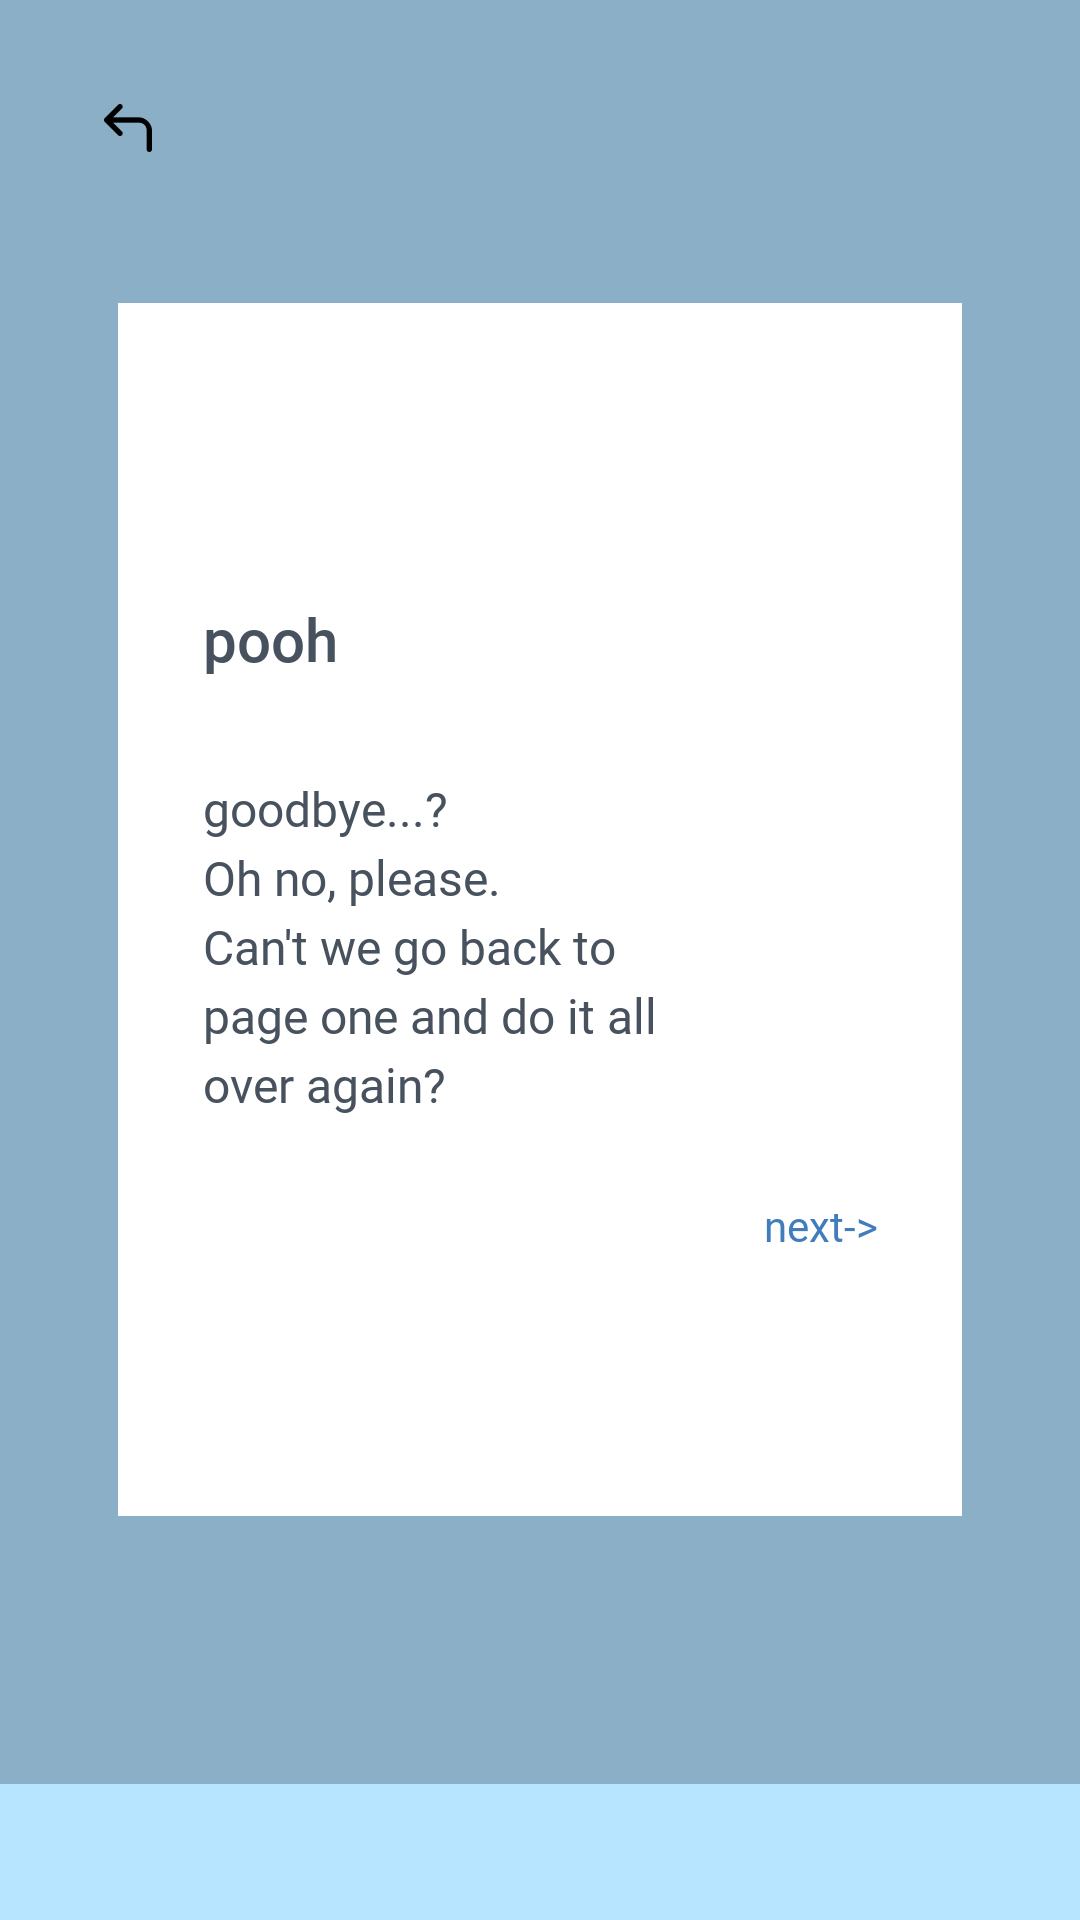 pooh
goodbye...?
Oh no, please.
Can't we go back to
page one and do it all
over again?
next->